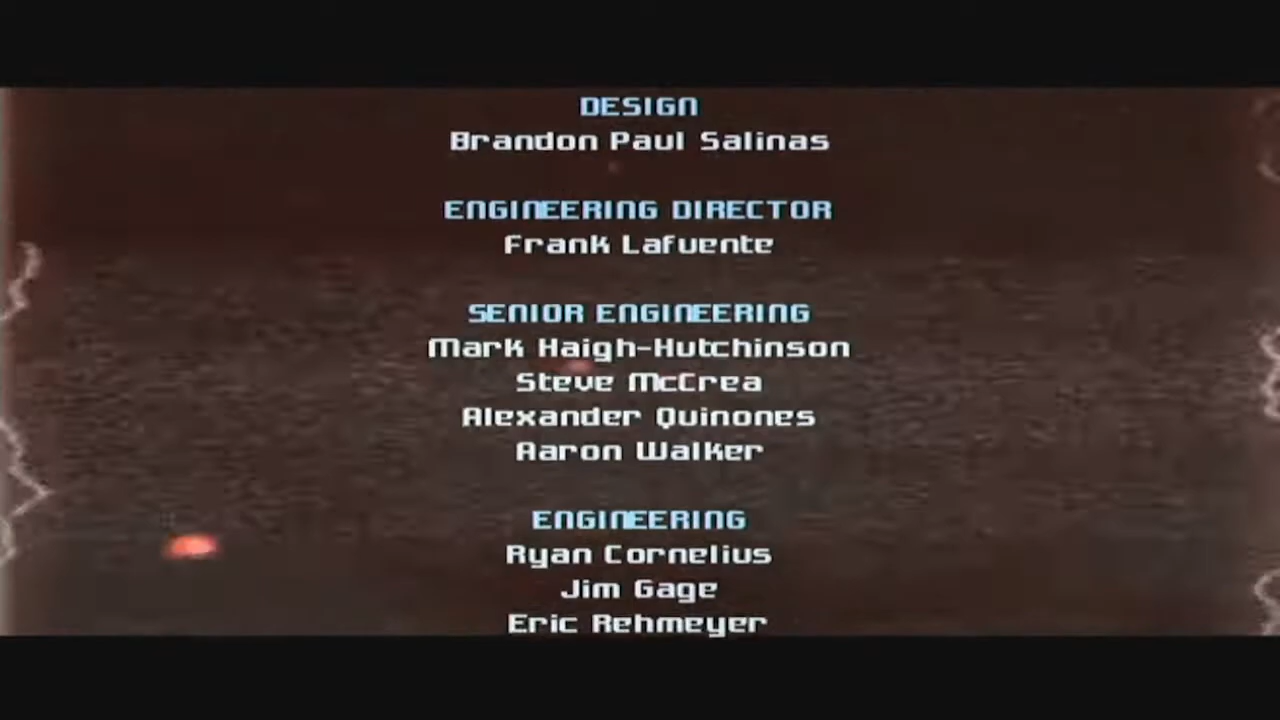 DESIGN
Brandon Paul Salinas
ENGINEERING DIRECTOR
Frank Lafuente
SENIOR ENGINEERING
Mark Haigh-Hutchinson
Steve McCrea
Alexander Quinones
Aaron Walker
ENGINEERING
Ryan Cornelius
Jim Gage
Eric Rehmeyer